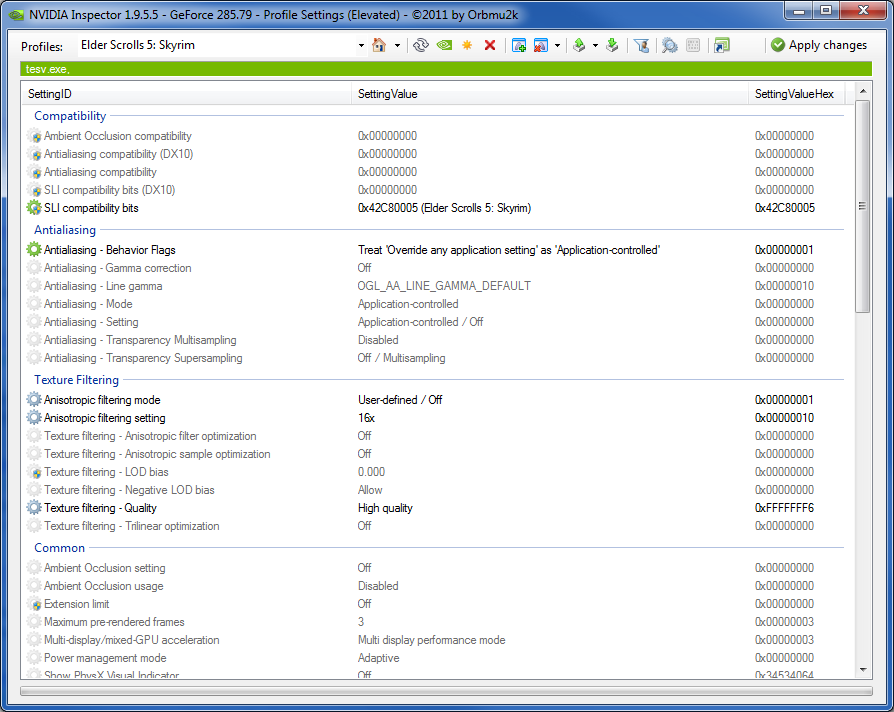 NVIDIA Inspector 1.9.5.5 - GeForce 285.79 - Profile Settings (Elevated) - ©2011 by Orbmu2k
Profiles: Elder Scrolls 5: Skyrim Apply changes
tesv.exe,
SettingID SettingValue SettingValueHex
Compatibility
Ambient Occlusion compatibility 0x00000000 0x00000000
Antialiasing compatibility (DX10) 0x00000000 0x00000000
Antialiasing compatibility 0x00000000 0x00000000
SLI compatibility bits (DX10) 0x00000000 0x00000000
SLI compatibility bits 0x42C80005 (Elder Scrolls 5: Skyrim) 0x42C80005
Antialiasing
Antialiasing - Behavior Flags Treat 'Override any application setting' as 'Application-controlled' 0x00000001
Antialiasing - Gamma correction Off 0x00000000
Antialiasing - Line gamma OGL_AA_LINE_GAMMA_DEFAULT 0x00000010
Antialiasing - Mode Application-controlled 0x00000000
Antialiasing - Setting Application-controlled / Off 0x00000000
Antialiasing - Transparency Multisampling Disabled 0x00000000
Antialiasing - Transparency Supersampling Off / Multisampling 0x00000000
Texture Filtering
Anisotropic filtering mode User-defined / Off 0x00000001
Anisotropic filtering setting 16x 0x00000010
Texture filtering - Anisotropic filter optimization Off 0x00000000
Texture filtering - Anisotropic sample optimization Off 0x00000000
Texture filtering - LOD bias 0.000 0x00000000
Texture filtering - Negative LOD bias Allow 0x00000000
Texture filtering - Quality High quality 0xFFFFFFF6
Texture filtering - Trilinear optimization Off 0x00000000
Common
Ambient Occlusion setting Off 0x00000000
Ambient Occlusion usage Disabled 0x00000000
Extension limit Off 0x00000000
Maximum pre-rendered frames 3 0x00000003
Multi-display/mixed-GPU acceleration Multi display performance mode 0x00000003
Power management mode Adaptive 0x00000000
Show PhysX Visual Indicator Off 0x34534064